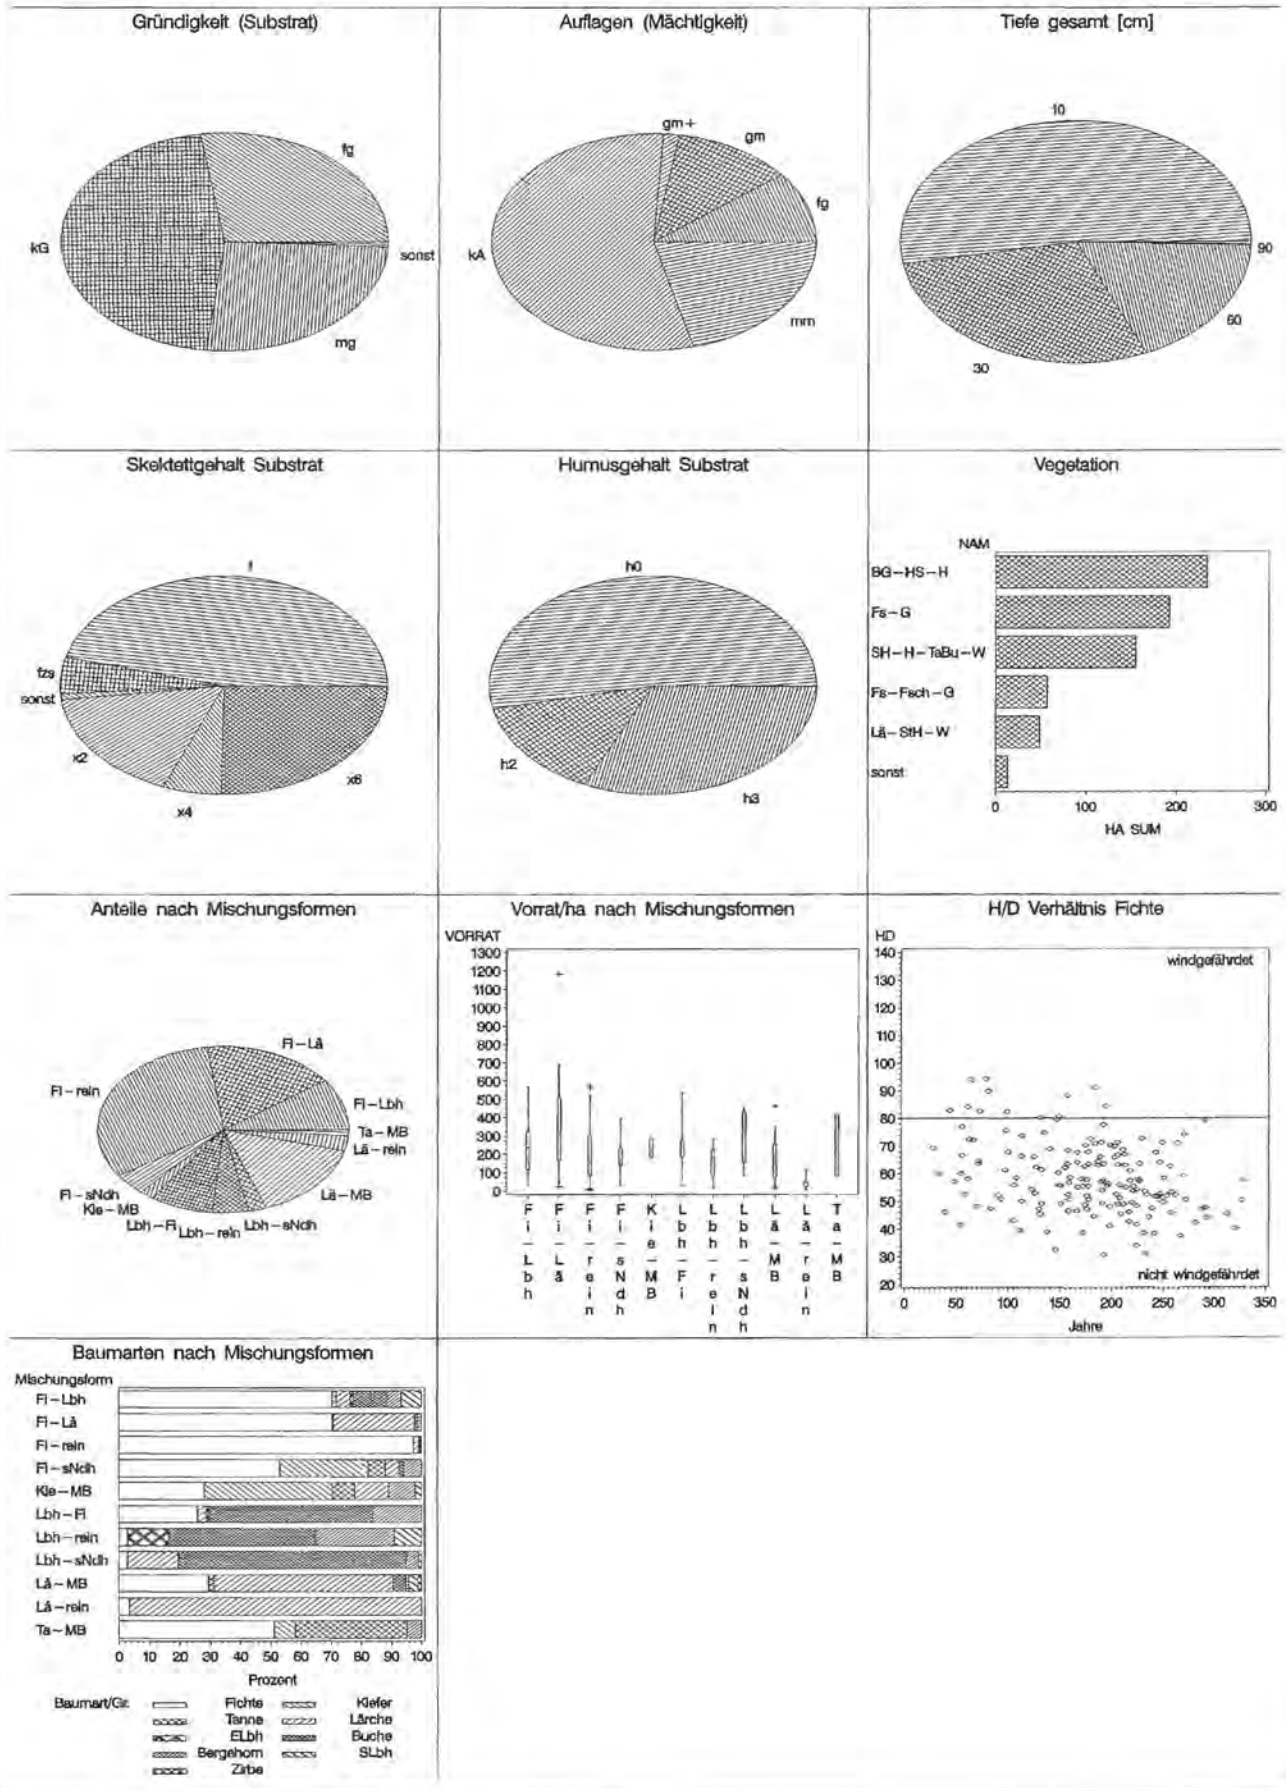 Gründigkeit (Substrat)
fg
kG
sonst
mg
Auflagen (Mächtigkeit)
gm+
gm
fg
kA
mm
Tiefe gesamt [cm]
10
90
60
30
Skektettgehalt Substrat
f
fzs
sonst
x2
x4
x6
Humusgehalt Substrat
h0
h2
h3
Vegetation
NAM
BG-HS-H
Fs-G
SH-H-TaBu-W
Fs-Fsch-G
Lä-StH-W
sonst
0 100 200 300
HA SUM
Anteile nach Mischungsformen
Fi-Lä
Fi-rein
Fi-Lbh
Ta-MB
Lä-rein
Lä-MB
Fi-sNdh
Kie-MB
Lbh-Fi
Lbh-rein
Lbh-sNdh
Vorrat/ha nach Mischungsformen
VORRAT
1300
1200
1100
1000
900
800
700
600
500
400
300
200
100
0
Fi-Lbh
Fi-Lä
Fi-rein
Fi-sNdh
Kie-MB
Lbh-Fi
Lbh-rein
Lbh-sNdh
Lä-MB
Lä-rein
Ta-MB
H/D Verhältnis Fichte
HD
140
130
120
110
100
90
80
70
60
50
40
30
20
windgefährdet
nicht windgefährdet
0 50 100 150 200 250 300 350
Jahre
Baumarten nach Mischungsformen
Mischungsform
Fi-Lbh
Fi-Lä
Fi-rein
Fi-sNdh
Kie-MB
Lbh-Fi
Lbh-rein
Lbh-sNdh
Lä-MB
Lä-rein
Ta-MB
0 10 20 30 40 50 60 70 80 90 100
Prozent
Baumart/Gr. Fichte Kiefer
Tanne Lärche
ELbh Buche
Bergahorn SLbh
Zirbe